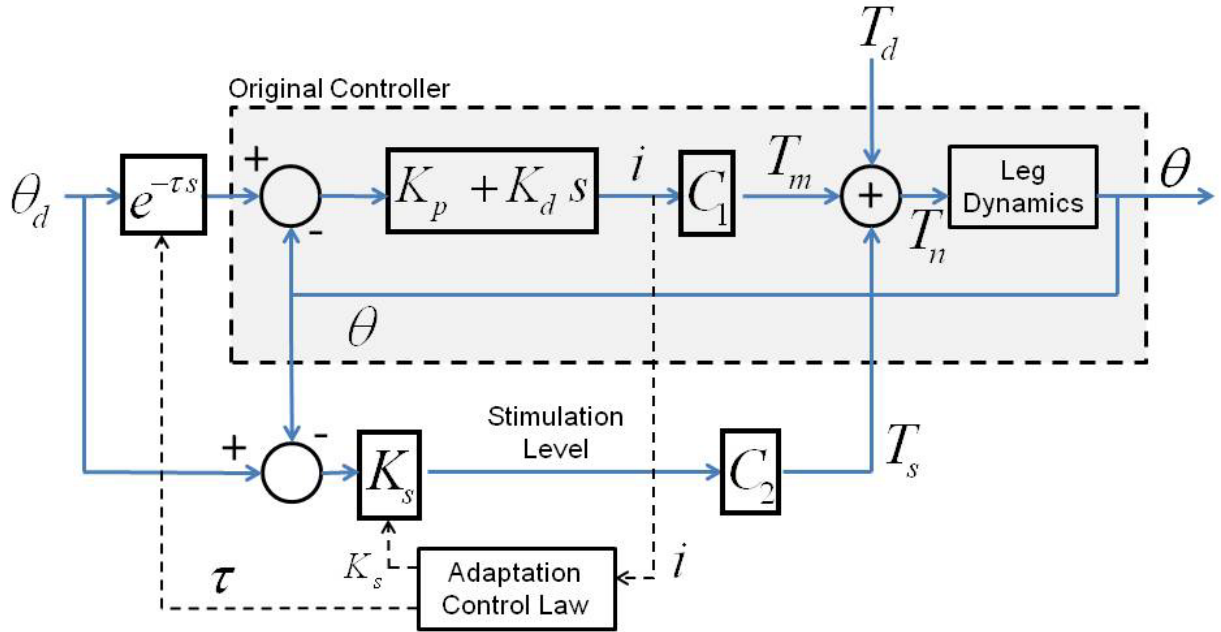 T_d
Original Controller
+
i
T_m
θ_d
e^{-τs}
K_p + K_d s
C_1
+
Leg
Dynamics
θ
-
T_n
θ
Stimulation
Level
+
-
K_s
C_2
T_s
K_s
Adaptation
Control Law
i
τ